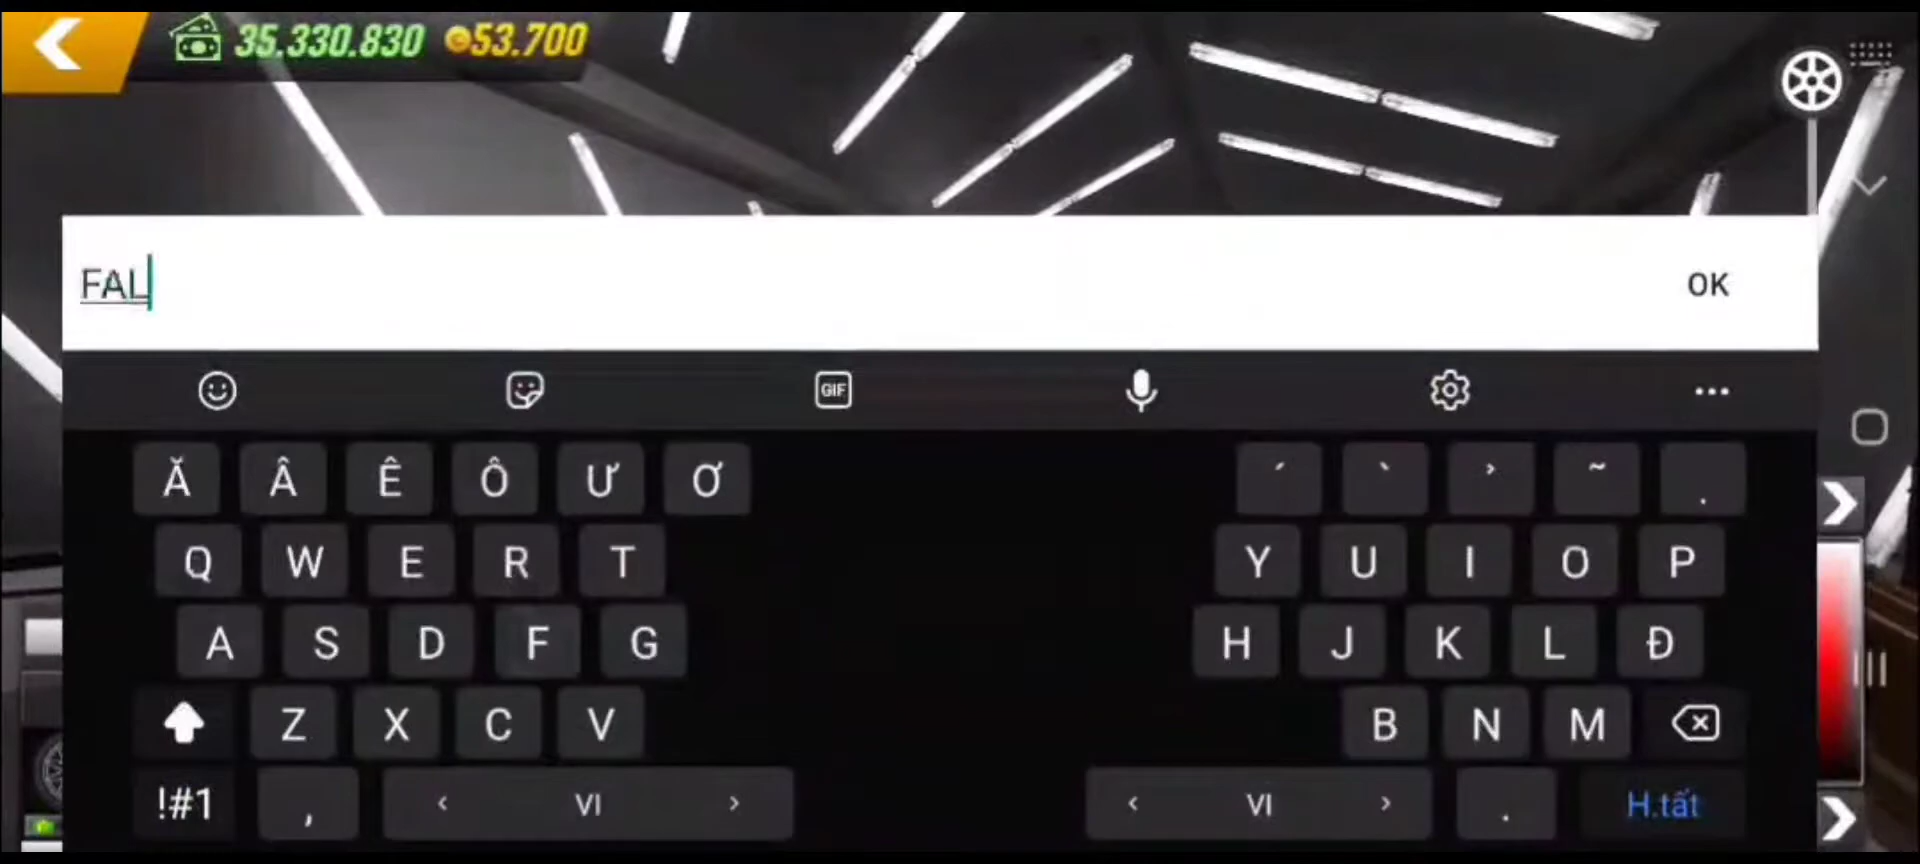 35.330.830 53.700
FAL
OK
GIF
Ă Â Ê Ô Ư Ơ ´ ` ̉ ~ .
Q W E R T Y U I O P
A S D F G H J K L Đ
Z X C V B N M
!#1 , < VI > < VI > . H.tất